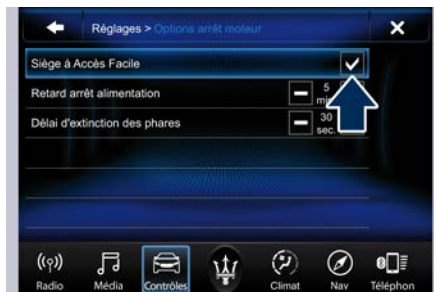 Réglages > Options arrêt moteur
Siège à Accès Facile
Retard arrêt alimentation
5
Délai d'extinction des phares
30
sec.
Radio Média Contrôles Climat Nav Téléphon